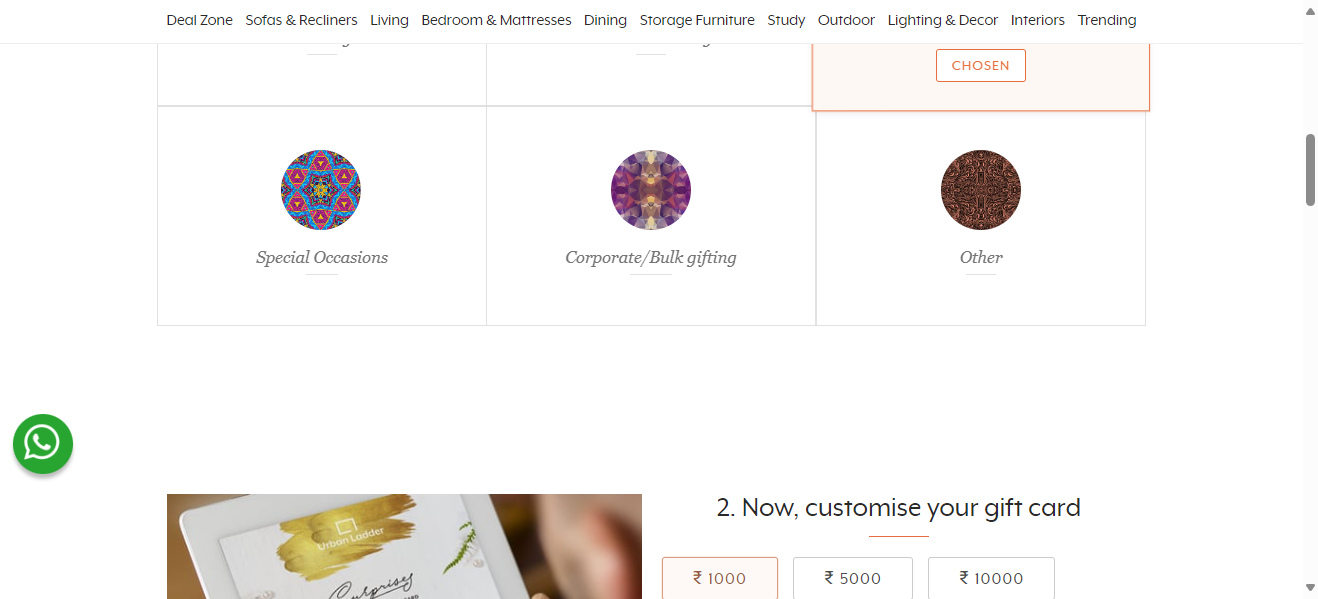 Deal Zone Sofas & Recliners Living Bedroom & Mattresses Dining Storage Furniture Study Outdoor Lighting & Decor Interiors Trending
CHOSEN
Special Occasions Corporate/Bulk gifting Other
2. Now, customise your gift card
Urban Ladder
Surprises
₹ 1000 ₹ 5000 ₹ 10000